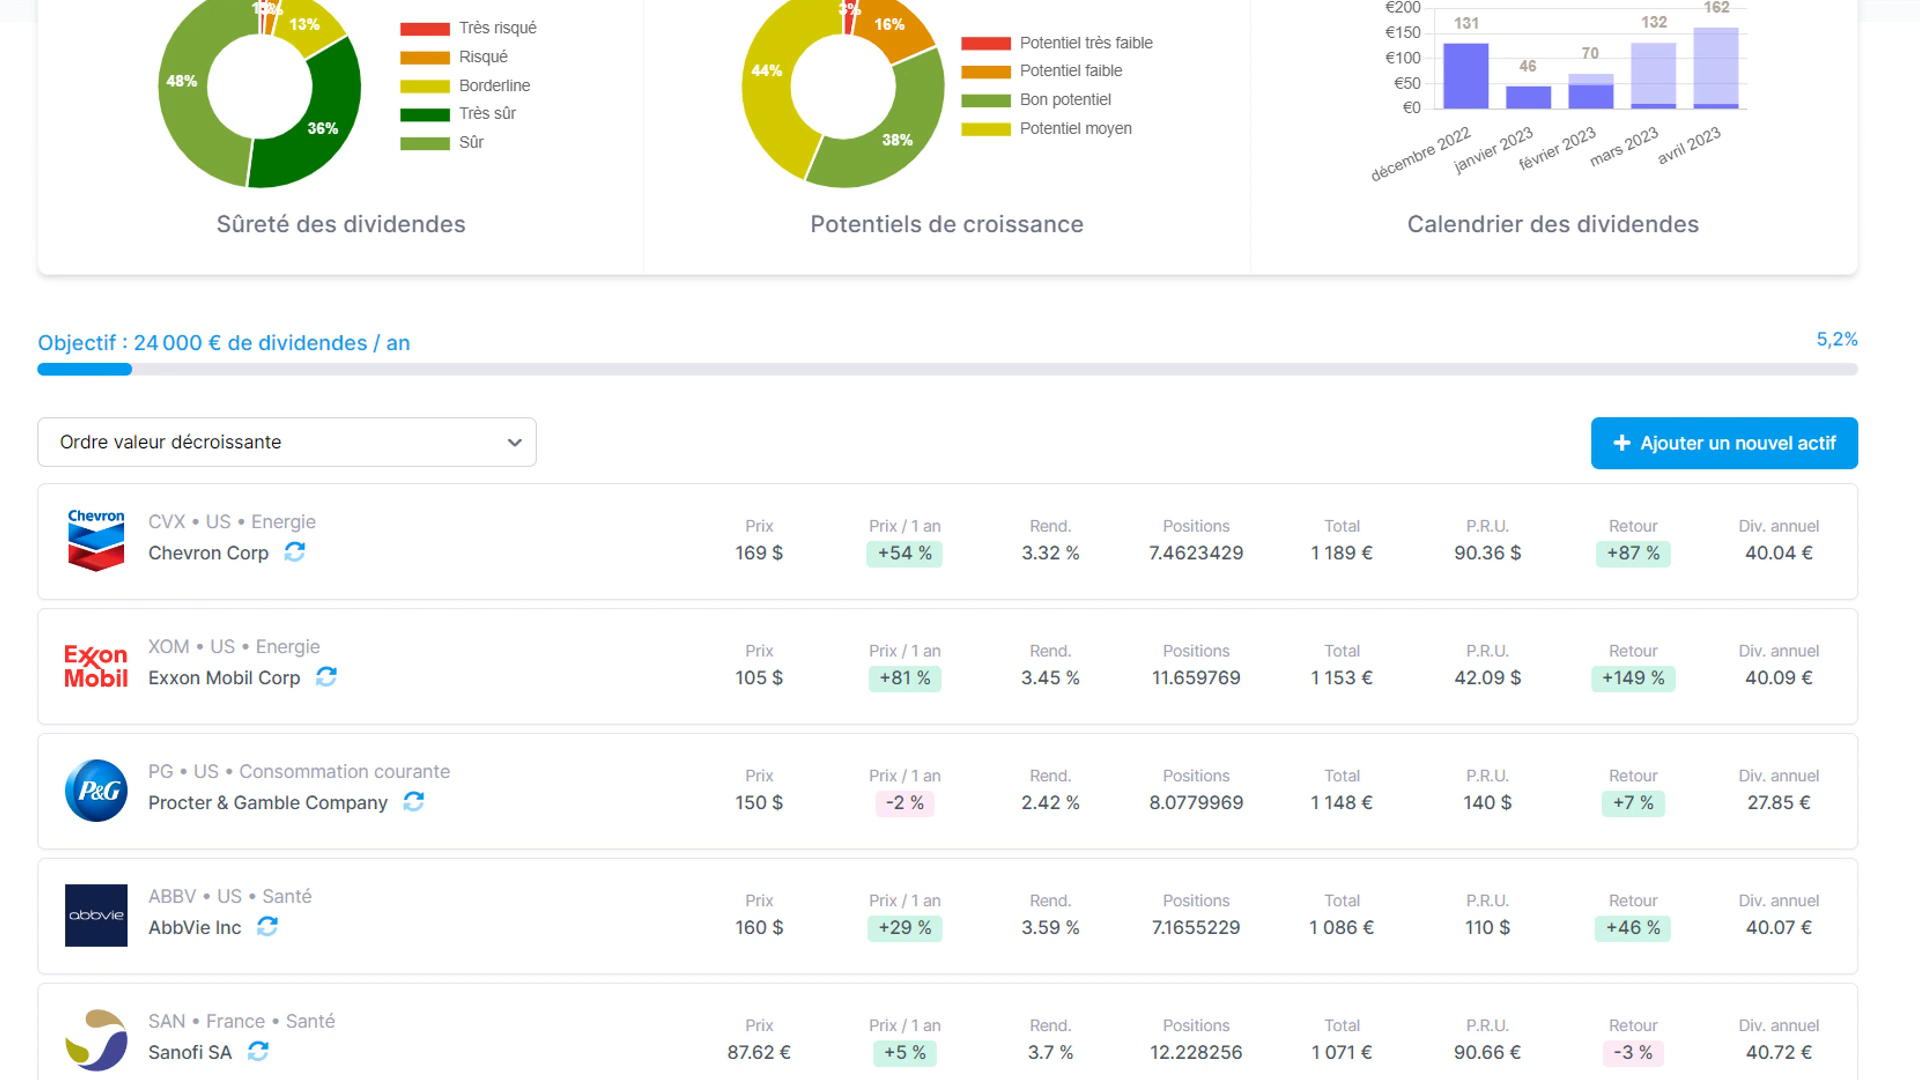 13%
48%
36%
Très risqué
Risqué
Borderline
Très sûr
Sûr
Sûreté des dividendes
3%
16%
44%
38%
Potentiel très faible
Potentiel faible
Bon potentiel
Potentiel moyen
Potentiels de croissance
€200
€150
€100
€50
€0
131
46
70
132
162
décembre 2022
janvier 2023
février 2023
mars 2023
avril 2023
Calendrier des dividendes
Objectif : 24 000 € de dividendes / an
5,2%
Ordre valeur décroissante
+ Ajouter un nouvel actif
Chevron
CVX • US • Energie
Chevron Corp
Prix Prix / 1 an Rend. Positions Total P.R.U. Retour Div. annuel
169 $ +54 % 3.32 % 7.4623429 1 189 € 90.36 $ +87 % 40.04 €
Exxon
Mobil
XOM • US • Energie
Exxon Mobil Corp
Prix Prix / 1 an Rend. Positions Total P.R.U. Retour Div. annuel
105 $ +81 % 3.45 % 11.659769 1 153 € 42.09 $ +149 % 40.09 €
P&G
PG • US • Consommation courante
Procter & Gamble Company
Prix Prix / 1 an Rend. Positions Total P.R.U. Retour Div. annuel
150 $ -2 % 2.42 % 8.0779969 1 148 € 140 $ +7 % 27.85 €
abbvie
ABBV • US • Santé
AbbVie Inc
Prix Prix / 1 an Rend. Positions Total P.R.U. Retour Div. annuel
160 $ +29 % 3.59 % 7.1655229 1 086 € 110 $ +46 % 40.07 €
SAN • France • Santé
Sanofi SA
Prix Prix / 1 an Rend. Positions Total P.R.U. Retour Div. annuel
87.62 € +5 % 3.7 % 12.228256 1 071 € 90.66 € -3 % 40.72 €